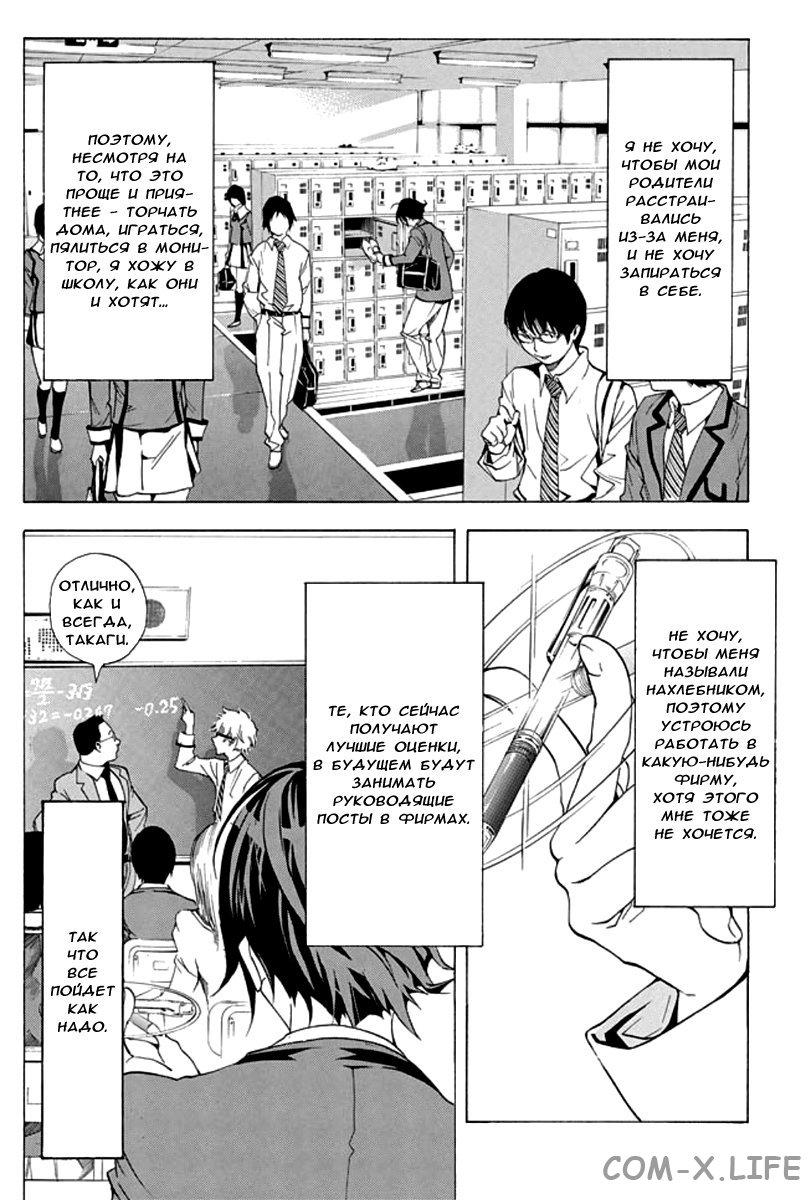 Я НЕ ХОЧУ,
ЧТОБЫ МОИ
РОДИТЕЛИ
РАССТРАИ-
ВАЛИСЬ
ИЗ-ЗА МЕНЯ,
И НЕ ХОЧУ
ЗАПИРАТЬСЯ
В СЕБЕ.
ПОЭТОМУ,
НЕСМОТРЯ НА
ТО, ЧТО ЭТО
ПРОЩЕ И ПРИЯ-
ТНЕЕ - ТОРЧАТЬ
ДОМА, ИГРАТЬСЯ,
ПЯЛИТЬСЯ В МОНИ-
ТОР, Я ХОЖУ В
ШКОЛУ, КАК ОНИ
И ХОТЯТ...
НЕ ХОЧУ,
ЧТОБЫ МЕНЯ
НАЗЫВАЛИ
НАХЛЕБНИКОМ,
ПОЭТОМУ
УСТРОЮСЬ
РАБОТАТЬ В
КАКУЮ-НИБУДЬ
ФИРМУ,
ХОТЯ ЭТОГО
МНЕ ТОЖЕ
НЕ ХОЧЕТСЯ.
ТЕ, КТО СЕЙЧАС
ПОЛУЧАЮТ
ЛУЧШИЕ ОЦЕНКИ,
В БУДУЩЕМ БУДУТ
ЗАНИМАТЬ
РУКОВОДЯЩИЕ
ПОСТЫ В ФИРМАХ.
ОТЛИЧНО,
КАК И
ВСЕГДА,
ТАКАГИ.
~0.25
ТАК
ЧТО
ВСЕ
ПОЙДЕТ
КАК
НАДО.
COM-X.LIFE